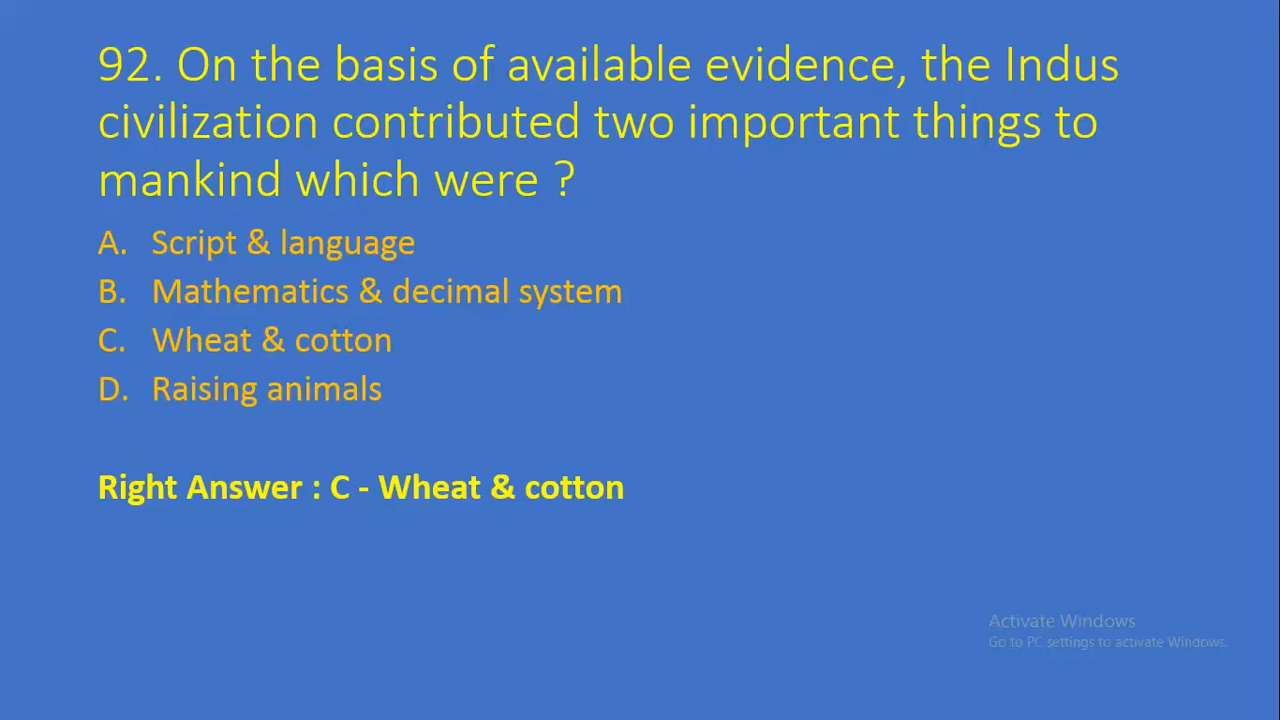 92. On the basis of available evidence, the Indus
civilization contributed two important things to
mankind which were ?
A. Script & language
B. Mathematics & decimal system
C. Wheat & cotton
D. Raising animals
Right Answer : C - Wheat & cotton
Activate Windows
Go to PC settings to activate Windows.